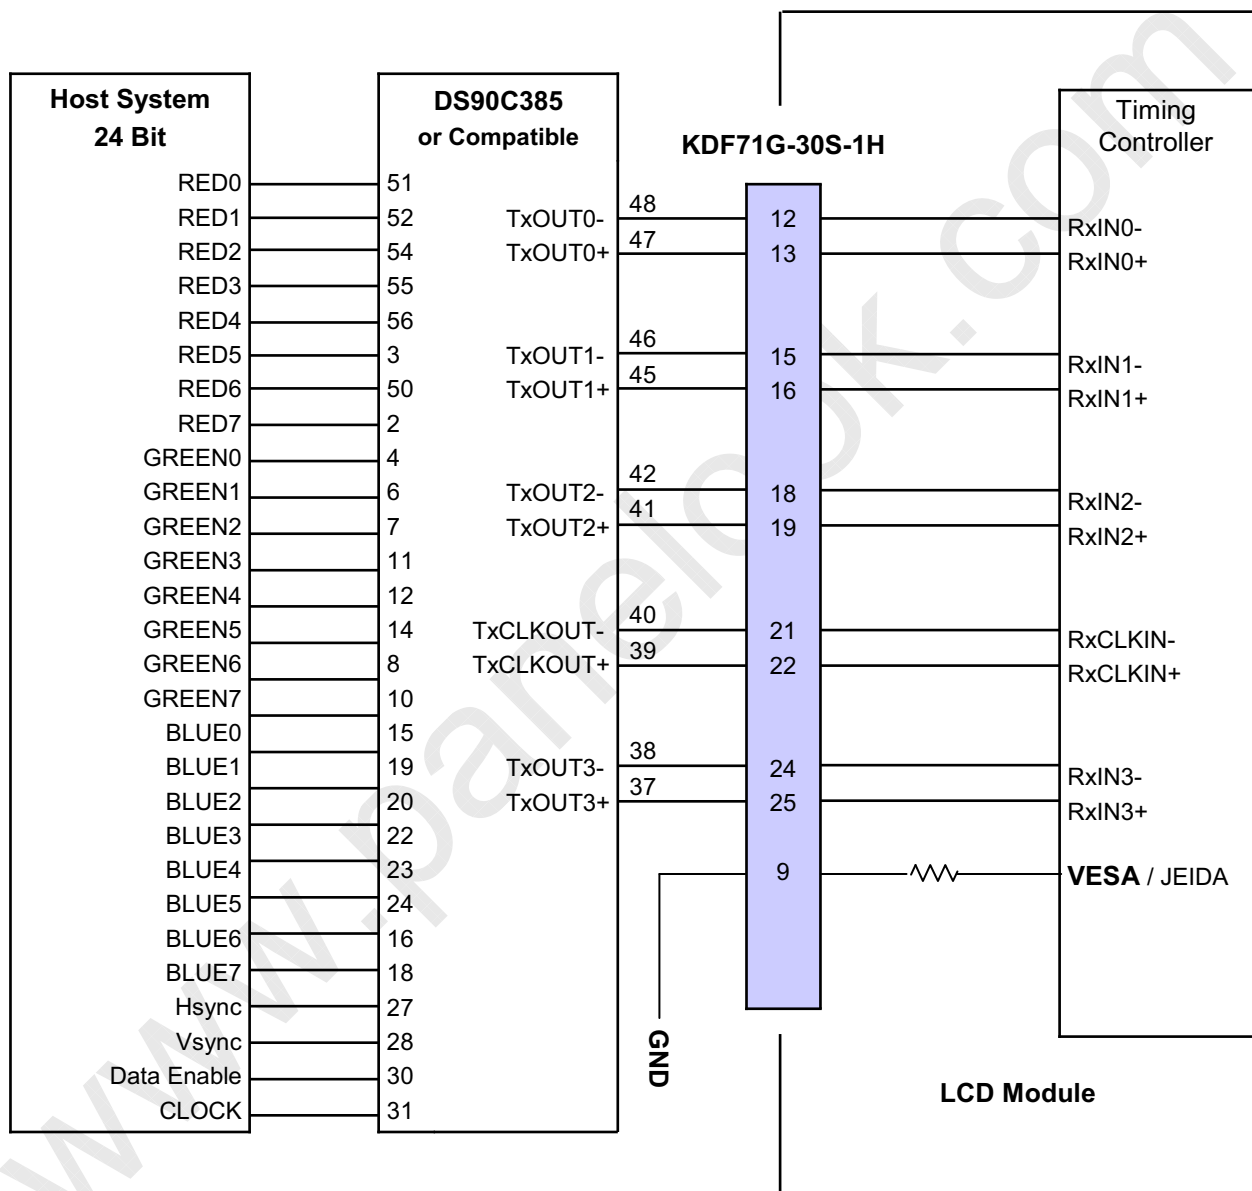 Host System
24 Bit
RED0
RED1
RED2
RED3
RED4
RED5
RED6
RED7
GREEN0
GREEN1
GREEN2
GREEN3
GREEN4
GREEN5
GREEN6
GREEN7
BLUE0
BLUE1
BLUE2
BLUE3
BLUE4
BLUE5
BLUE6
BLUE7
Hsync
Vsync
Data Enable
CLOCK
DS90C385
or Compatible
51
52
54
55
56
3
50
2
4
6
7
11
12
14
8
10
15
19
20
22
23
24
16
18
27
28
30
31
TxOUT0-
TxOUT0+
TxOUT1-
TxOUT1+
TxOUT2-
TxOUT2+
TxCLKOUT-
TxCLKOUT+
TxOUT3-
TxOUT3+
48
47
46
45
42
41
40
39
38
37
GND
KDF71G-30S-1H
12
13
15
16
18
19
21
22
24
25
9
Timing
Controller
RxIN0-
RxIN0+
RxIN1-
RxIN1+
RxIN2-
RxIN2+
RxCLKIN-
RxCLKIN+
RxIN3-
RxIN3+
VESA / JEIDA
LCD Module
www.panelook.com